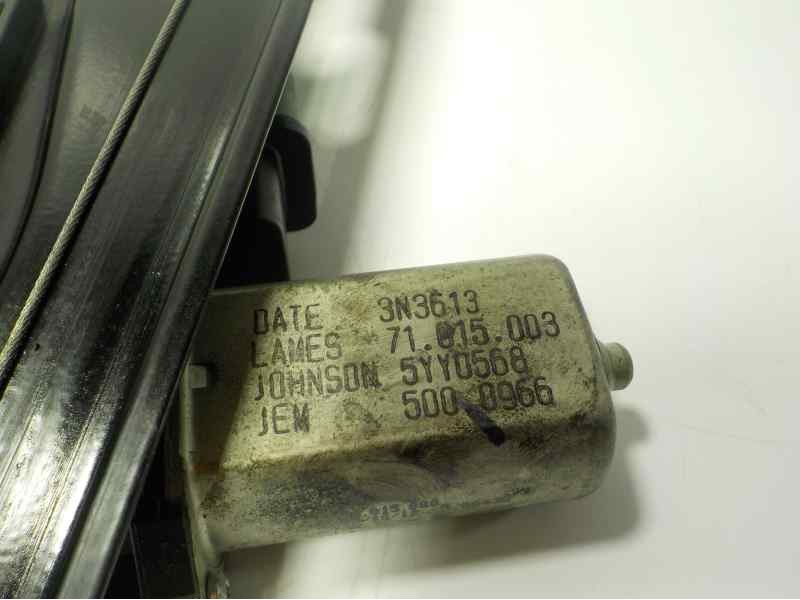 DATE 3N3613
LAMES 71.015.003
JOHNSON 5YY0568
JEM 500 0966